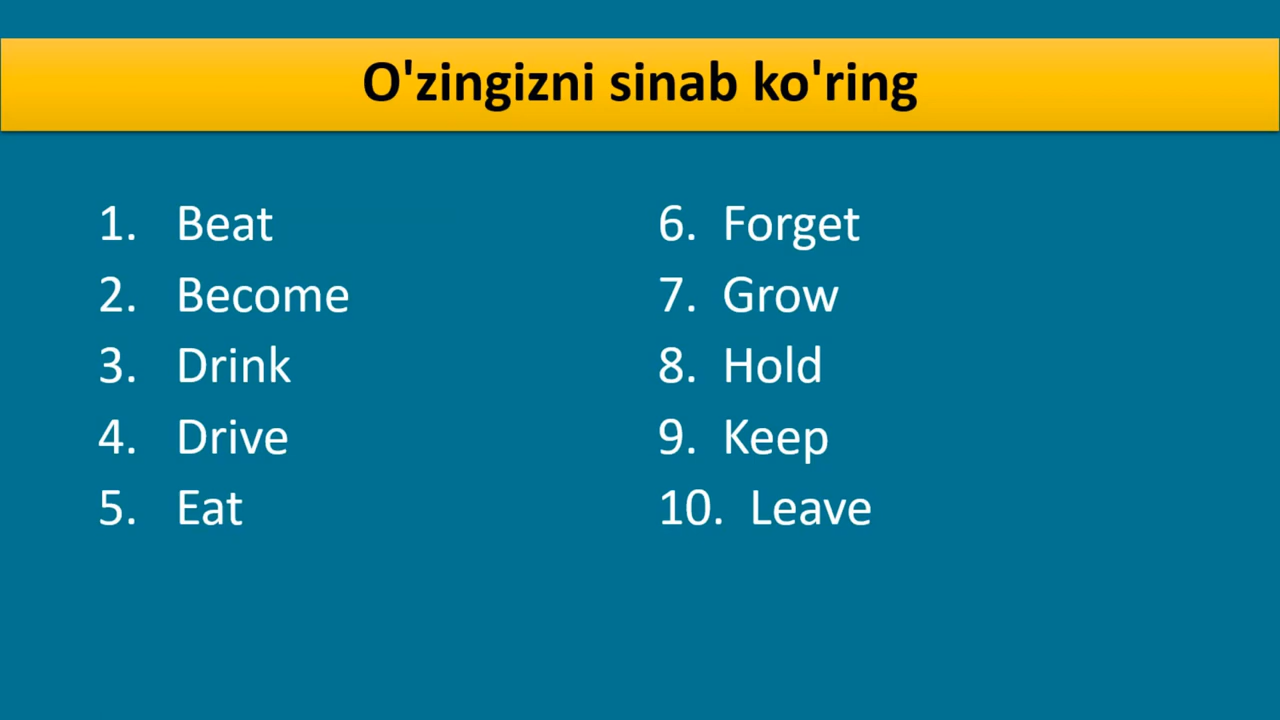 O'zingizni sinab ko'ring
1. Beat
2. Become
3. Drink
4. Drive
5. Eat
6. Forget
7. Grow
8. Hold
9. Keep
10. Leave